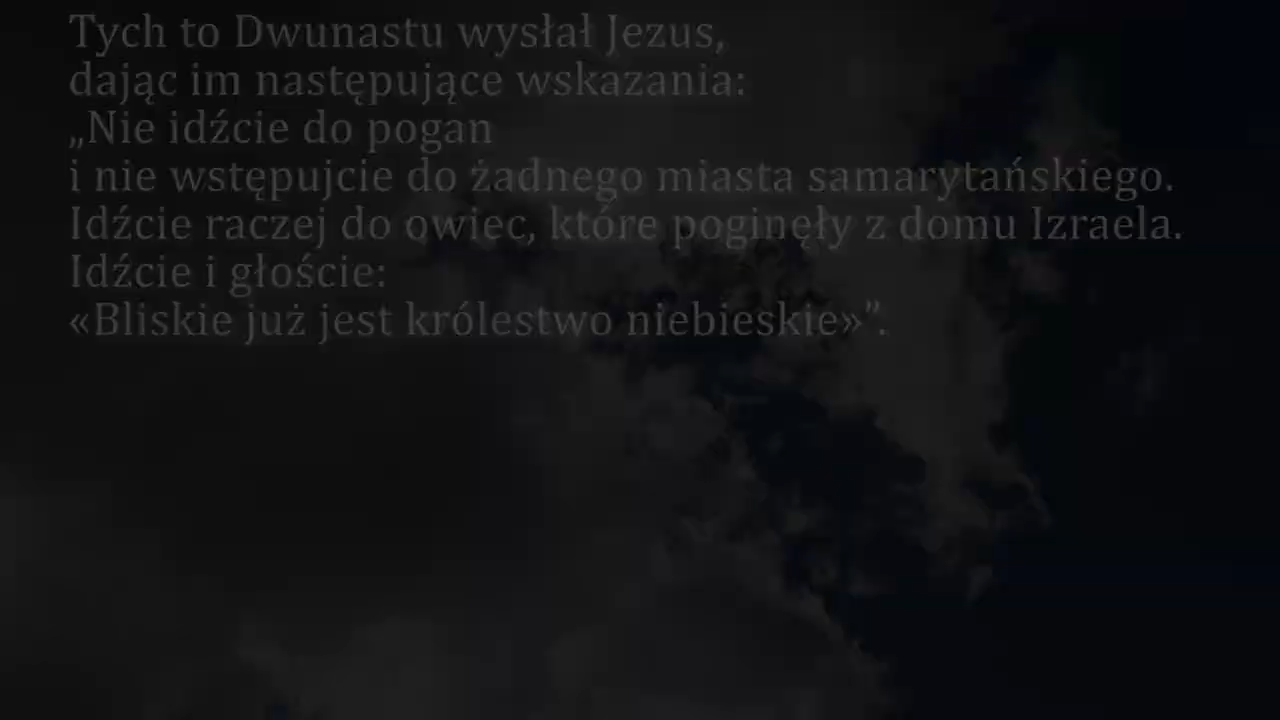 Tych to Dwunastu wysłał Jezus,
dając im następujące wskazania:
„Nie idźcie do pogan
i nie wstępujcie do żadnego miasta samarytańskiego.
Idźcie raczej do owiec, które poginęły z domu Izraela.
Idźcie i głoście:
«Bliskie już jest królestwo niebieskie»”.